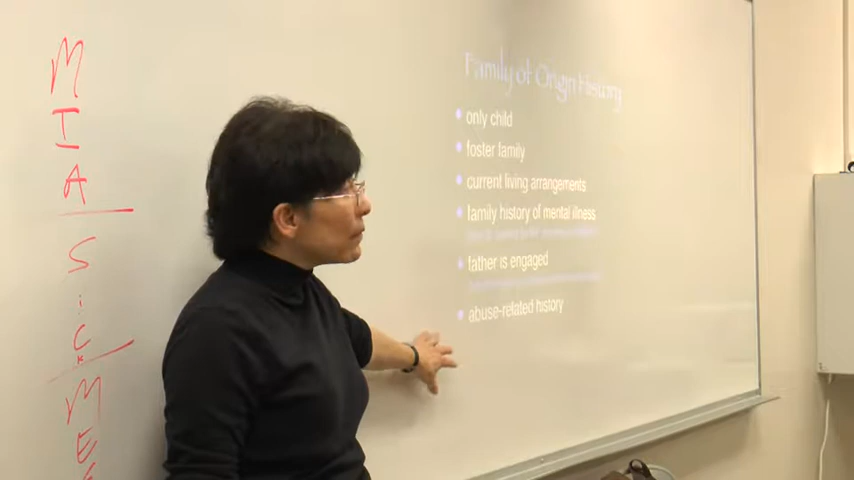 M
I
A
S
i
C
K
M
E
Family of Origin History
• only child
• foster family
• current living arrangements
• family history of mental illness
• father is engaged
• abuse-related history